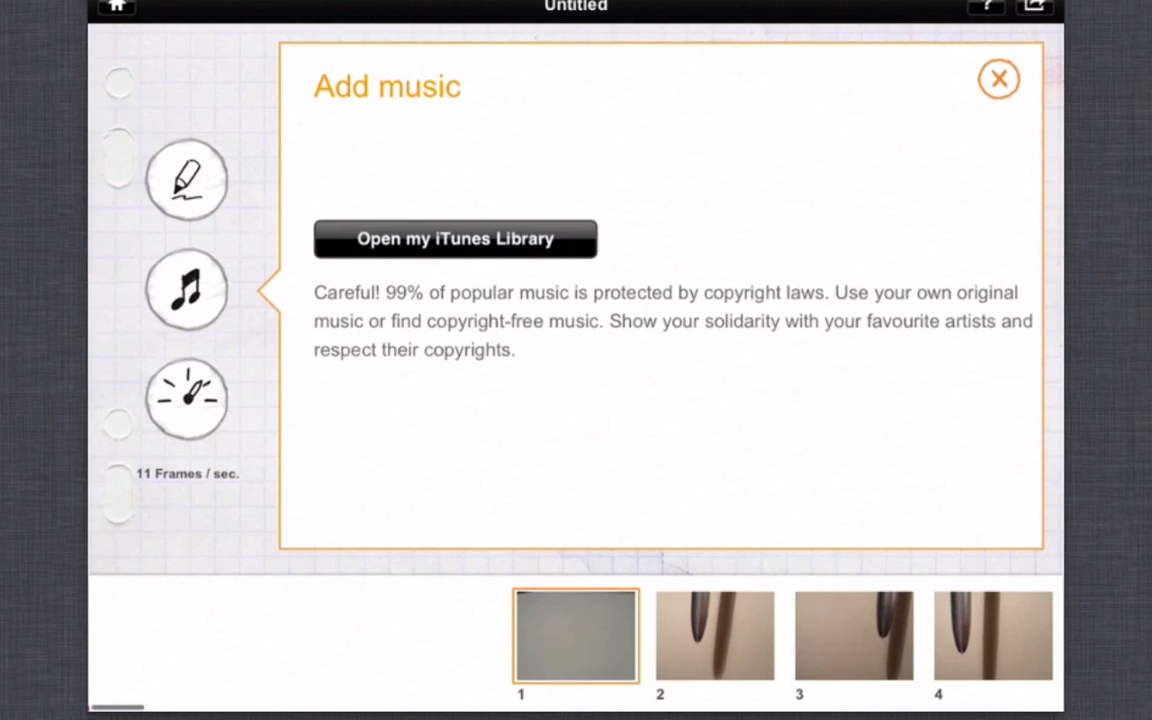 Untitled
?
Add music
Open my iTunes Library
Careful! 99% of popular music is protected by copyright laws. Use your own original
music or find copyright-free music. Show your solidarity with your favourite artists and
respect their copyrights.
11 Frames / sec.
1 2 3 4